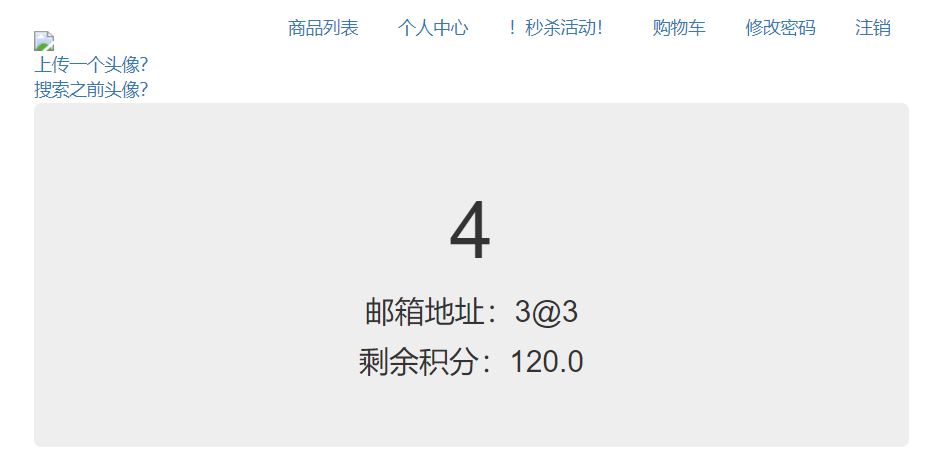 商品列表 个人中心 ！秒杀活动! 购物车 修改密码 注销
上传一个头像?
搜索之前头像?
4
邮箱地址：3@3
剩余积分：120.0